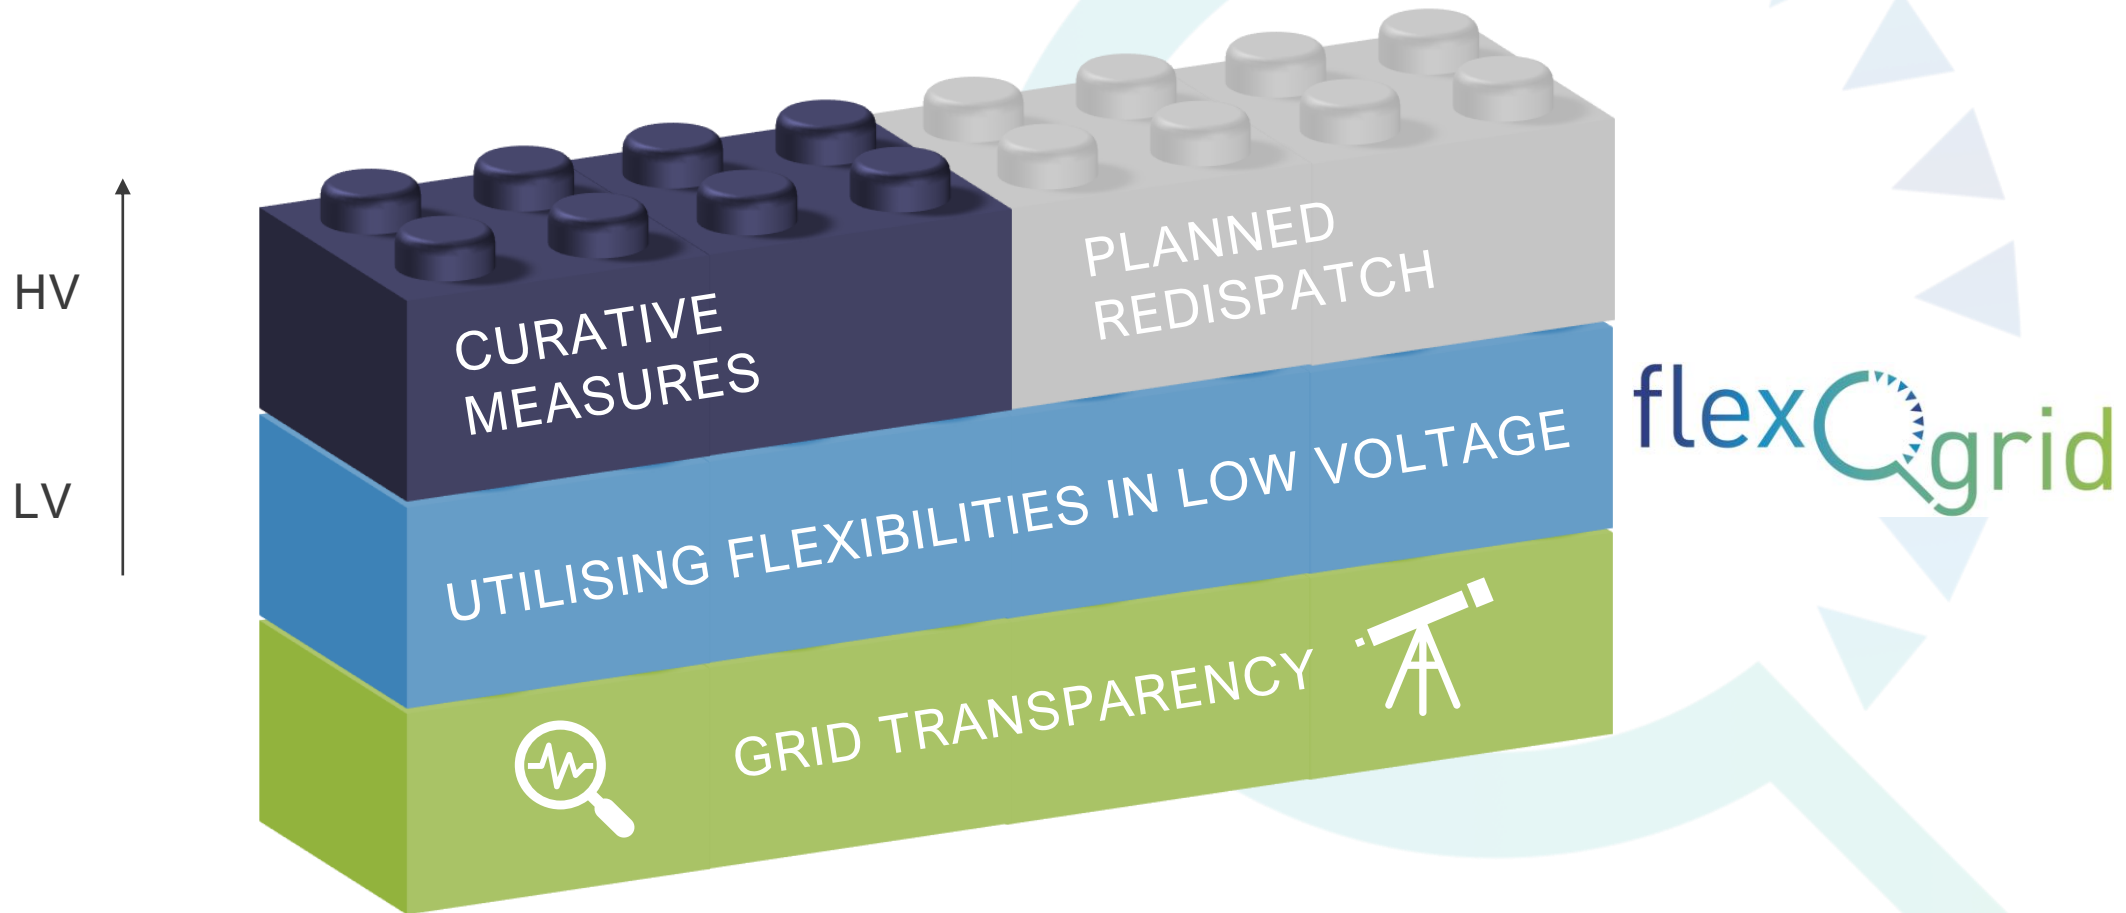 HV
LV
CURATIVE
MEASURES
PLANNED
REDISPATCH
UTILISING FLEXIBILITIES IN LOW VOLTAGE
GRID TRANSPARENCY
flexQgrid